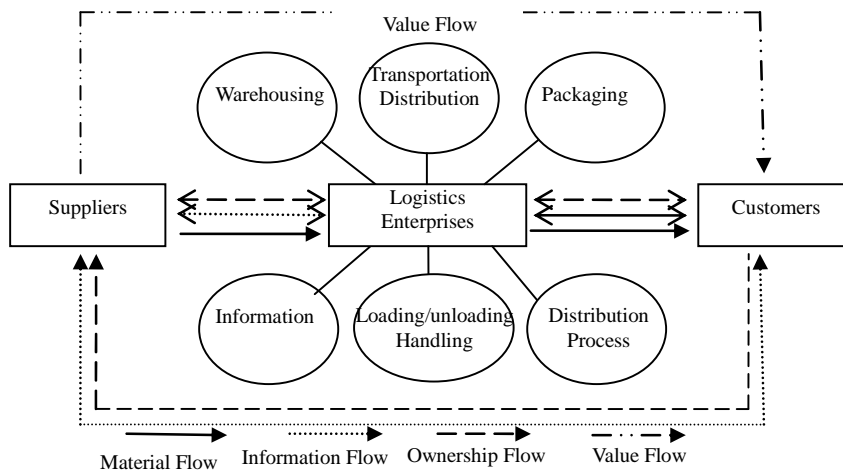 Value Flow
Transportation
Distribution
Warehousing
Packaging
Suppliers
Logistics
Enterprises
Customers
Information
Loading/unloading
Handling
Distribution
Process
Material Flow
Information Flow
Ownership Flow
Value Flow